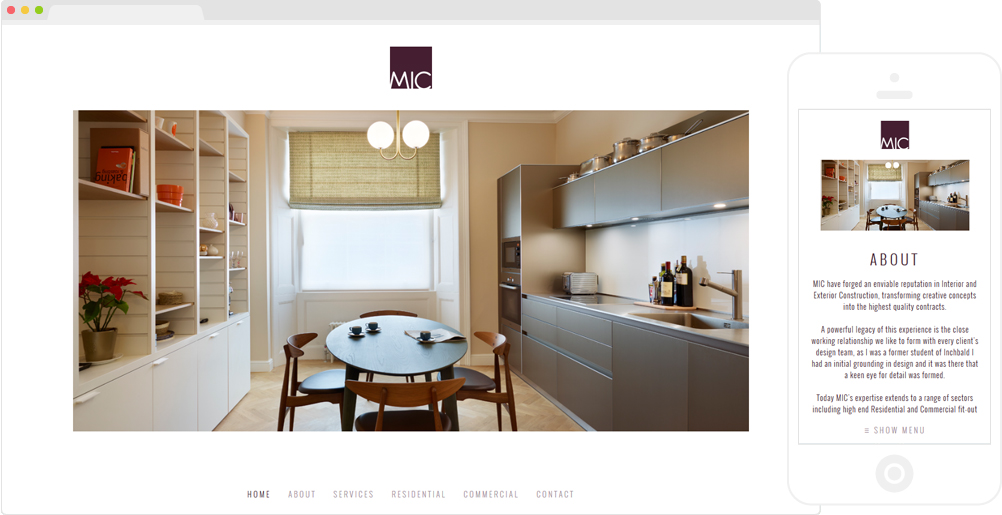 MIC
baking
HOME ABOUT SERVICES RESIDENTIAL COMMERCIAL CONTACT
MIC
ABOUT
MIC have forged an enviable reputation in Interior and
Exterior Construction, transforming creative concepts
into the highest quality contracts.
A powerful legacy of this experience is the close
working relationship we like to form with every client's
design team, as I was a former student of Inchbald I
had an initial grounding in design and it was there that
a keen eye for detail was formed.
Today MIC's expertise extends to a range of sectors
including high end Residential and Commercial fit-out
≡ SHOW MENU